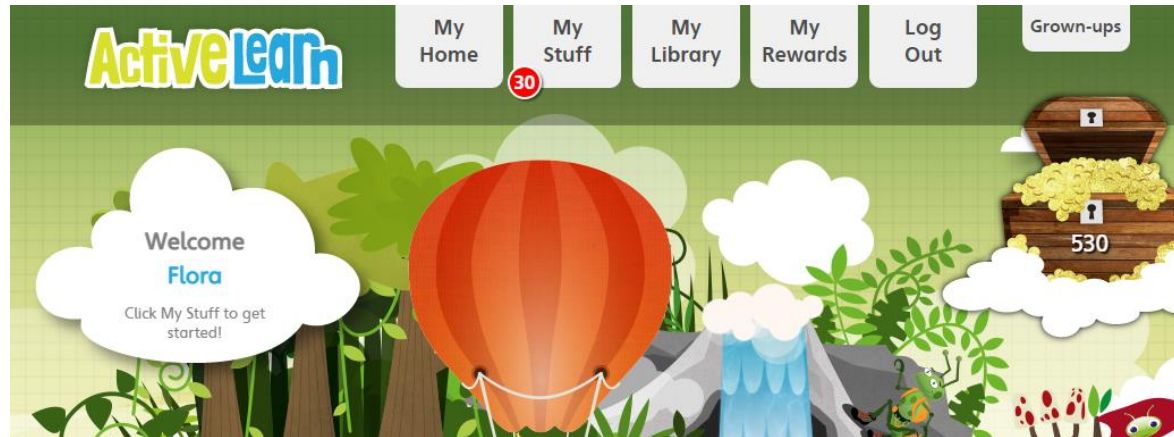 ActiveLearn
My
Home
My
Stuff
30
My
Library
My
Rewards
Log
Out
Grown-ups
530
Welcome
Flora
Click My Stuff to get
started!